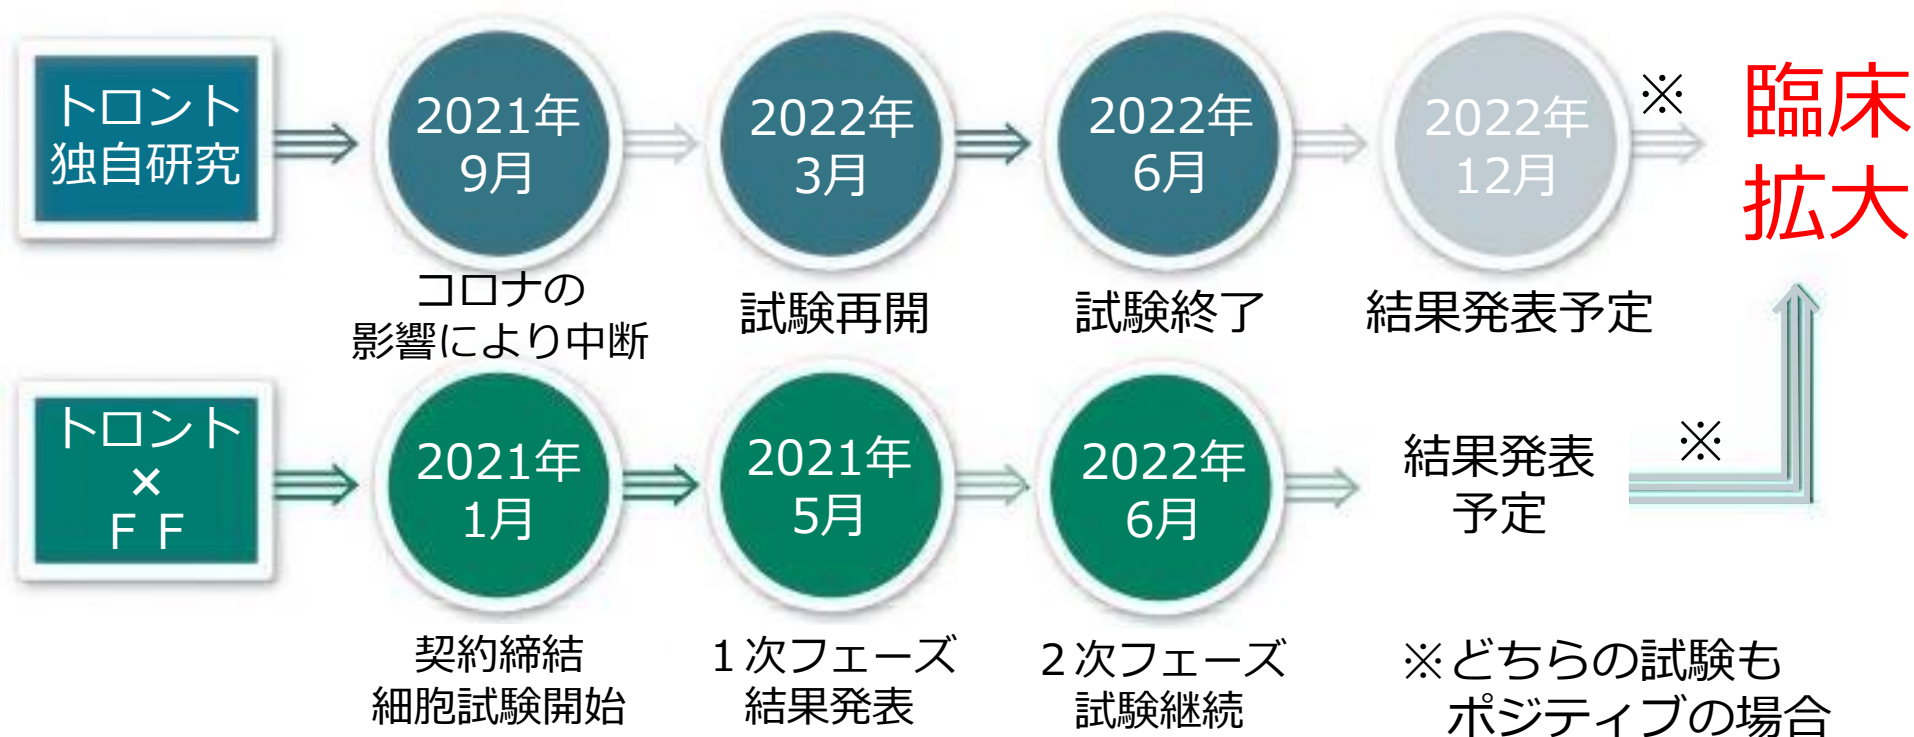 トロント
独自研究
2021年
9月
2022年
3月
2022年
6月
2022年
12月
※
臨床
拡大
コロナの
影響により中断
試験再開
試験終了
結果発表予定
トロント
×
ＦＦ
2021年
1月
2021年
5月
2022年
6月
結果発表
予定
※
契約締結
細胞試験開始
１次フェーズ
結果発表
２次フェーズ
試験継続
※どちらの試験も
ポジティブの場合